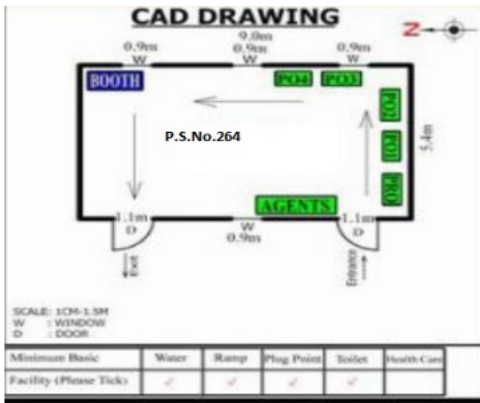 CAD DRAWING
9.0m
0.9m 0.9m 0.9m
W W W
N
BOOTH PO4 PO3
PO2
P.S.No.264
PO1
5.4m
PRO
AGENTS
1.1m W 1.1m
D 0.9m D
Exit Entrance
SCALE: 1CM-1.5M
W : WINDOW
D : DOOR
Minimum Basic Water Ramp Plug Point Toilet Health Care
Facility (Please Tick) ✓ ✓ ✓ ✓